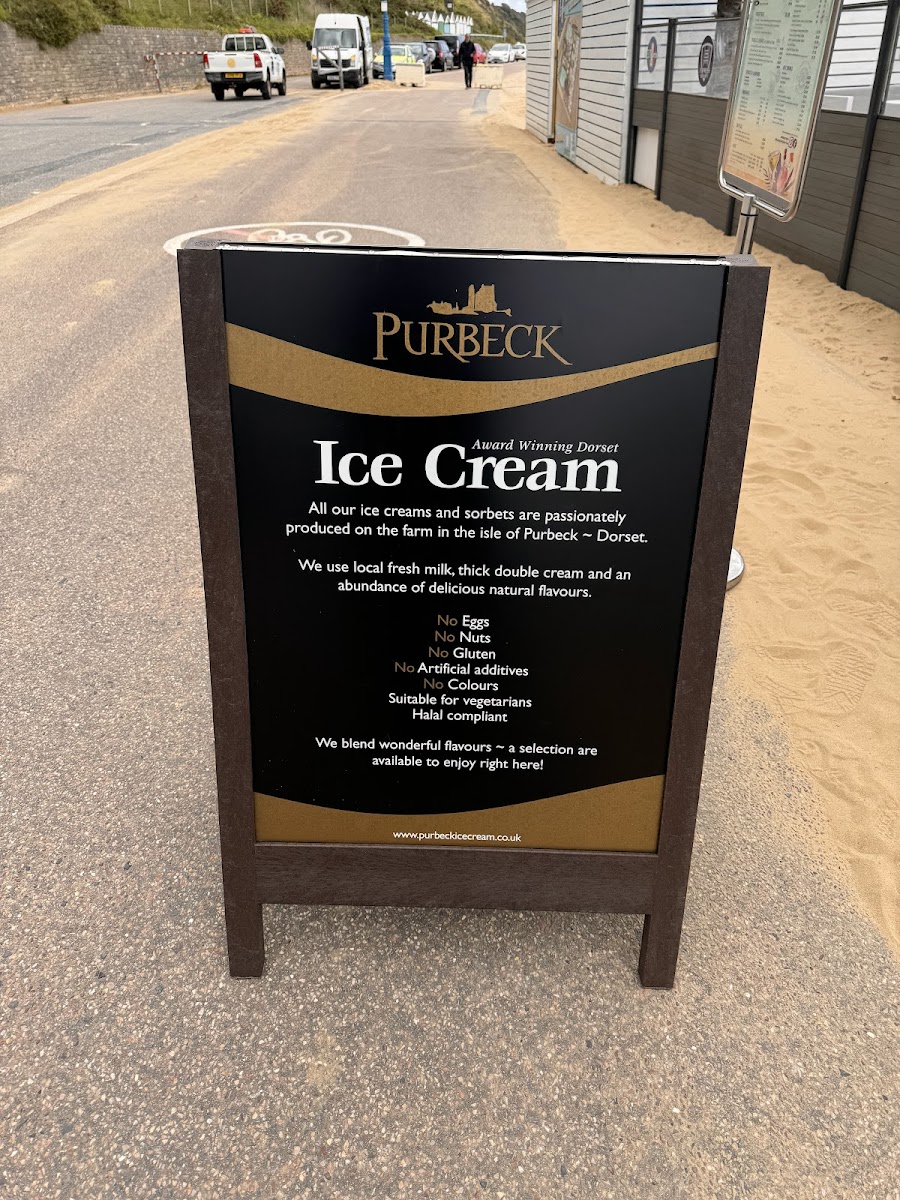 PURBECK
Award Winning Dorset
Ice Cream
All our ice creams and sorbets are passionately
produced on the farm in the isle of Purbeck ~ Dorset.
We use local fresh milk, thick double cream and an
abundance of delicious natural flavours.
No Eggs
No Nuts
No Gluten
No Artificial additives
No Colours
Suitable for vegetarians
Halal compliant
We blend wonderful flavours ~ a selection are
available to enjoy right here!
www.purbeckicecream.co.uk